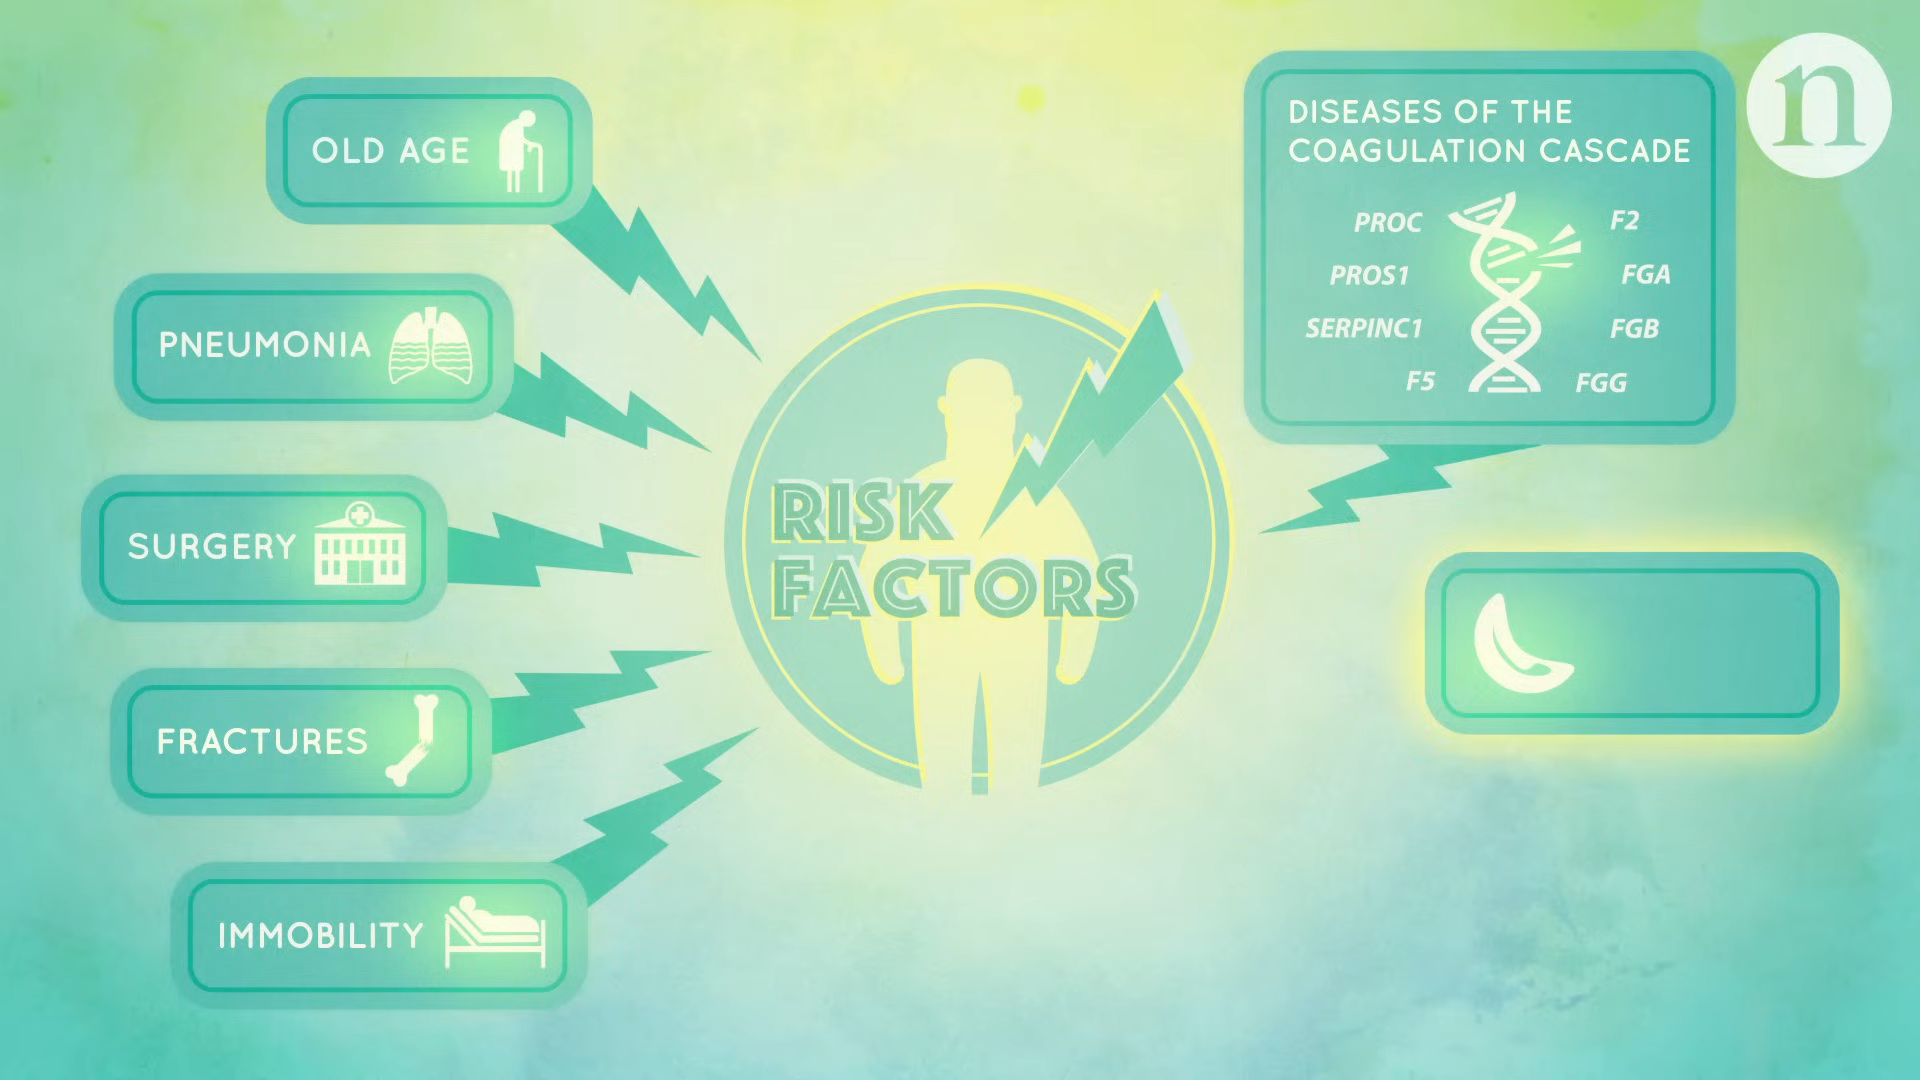 OLD AGE
PNEUMONIA
SURGERY
FRACTURES
IMMOBILITY
RISK
FACTORS
DISEASES OF THE
COAGULATION CASCADE
PROC
F2
PROS1
FGA
SERPINC1
FGB
F5
FGG
n